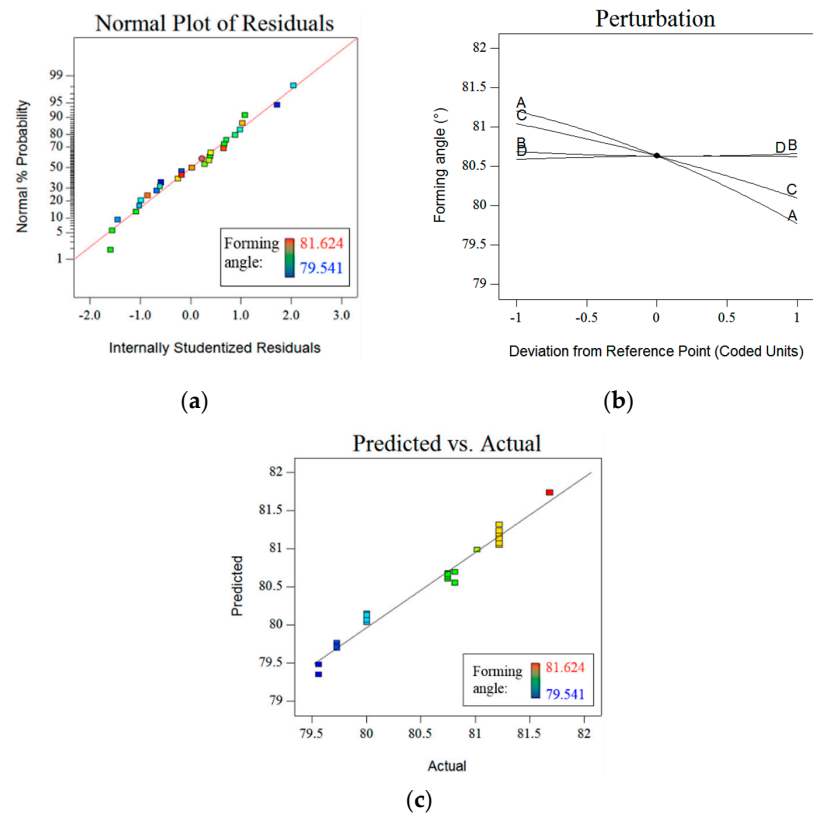 Normal Plot of Residuals
Normal % Probability
99
95
90
80
70
50
30
20
10
5
1
Forming angle:
81.624
79.541
-2.0 -1.0 0.0 1.0 2.0 3.0
Internally Studentized Residuals
(a)
Perturbation
Forming angle (°)
82
81.5
81
80.5
80
79.5
79
A
C
B
D
D B
C
A
-1 -0.5 0 0.5 1
Deviation from Reference Point (Coded Units)
(b)
Predicted vs. Actual
Predicted
82
81.5
81
80.5
80
79.5
79
Forming angle:
81.624
79.541
79.5 80 80.5 81 81.5 82
Actual
(c)